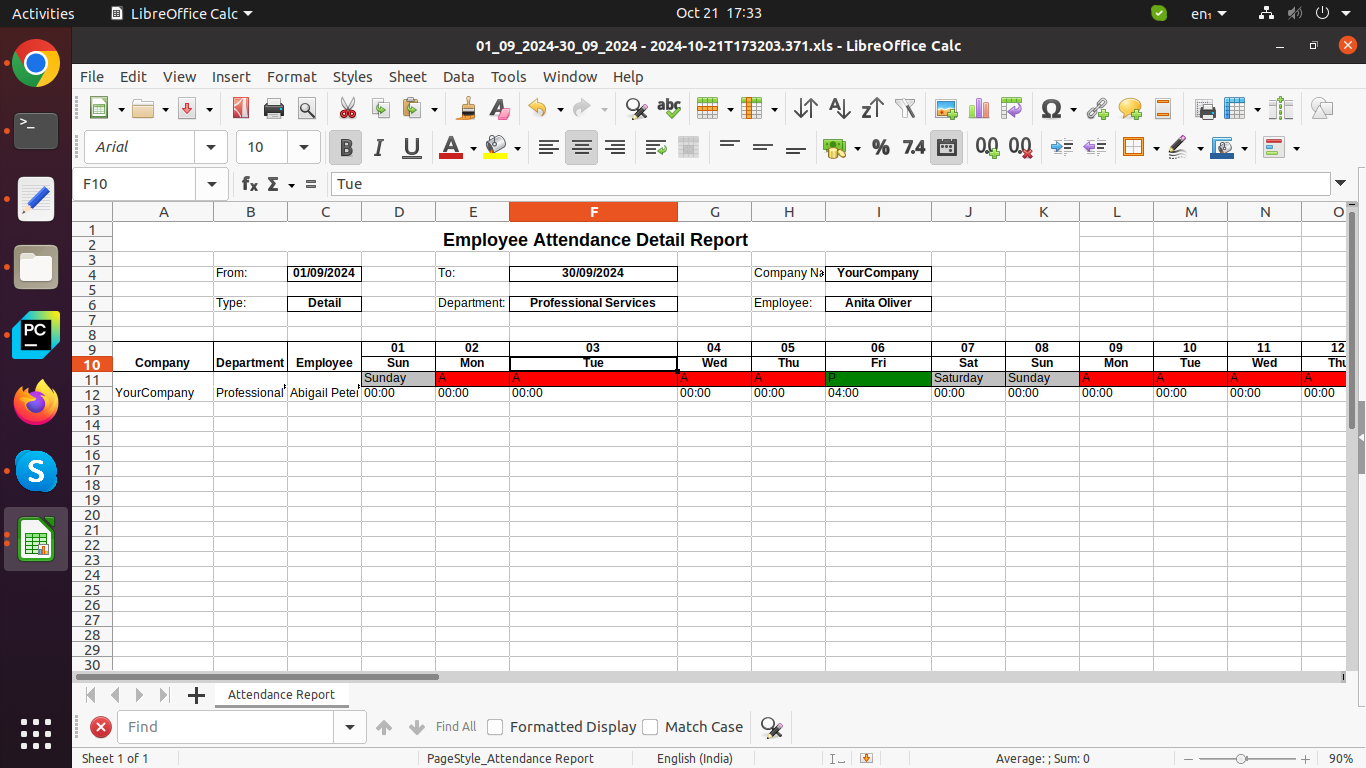 Activities LibreOffice Calc Oct 21 17:33 en₁
01_09_2024-30_09_2024 - 2024-10-21T173203.371.xls - LibreOffice Calc
File Edit View Insert Format Styles Sheet Data Tools Window Help
Arial 10
F10 Tue
A B C D E F G H I J K L M N O
1
2 Employee Attendance Detail Report
3
4 From: 01/09/2024 To: 30/09/2024 Company Na YourCompany
5
6 Type: Detail Department: Professional Services Employee: Anita Oliver
7
8
9 01 02 03 04 05 06 07 08 09 10 11 12
10 Company Department Employee Sun Mon Tue Wed Thu Fri Sat Sun Mon Tue Wed Thu
11 Sunday A A A A P Saturday Sunday A A A A
12 YourCompany Professional Abigail Peter 00:00 00:00 00:00 00:00 00:00 04:00 00:00 00:00 00:00 00:00 00:00 00:00
13
14
15
16
17
18
19
20
21
22
23
24
25
26
27
28
29
30
Attendance Report
Find Find All Formatted Display Match Case
Sheet 1 of 1 PageStyle_Attendance Report English (India) Average: ; Sum: 0 90%